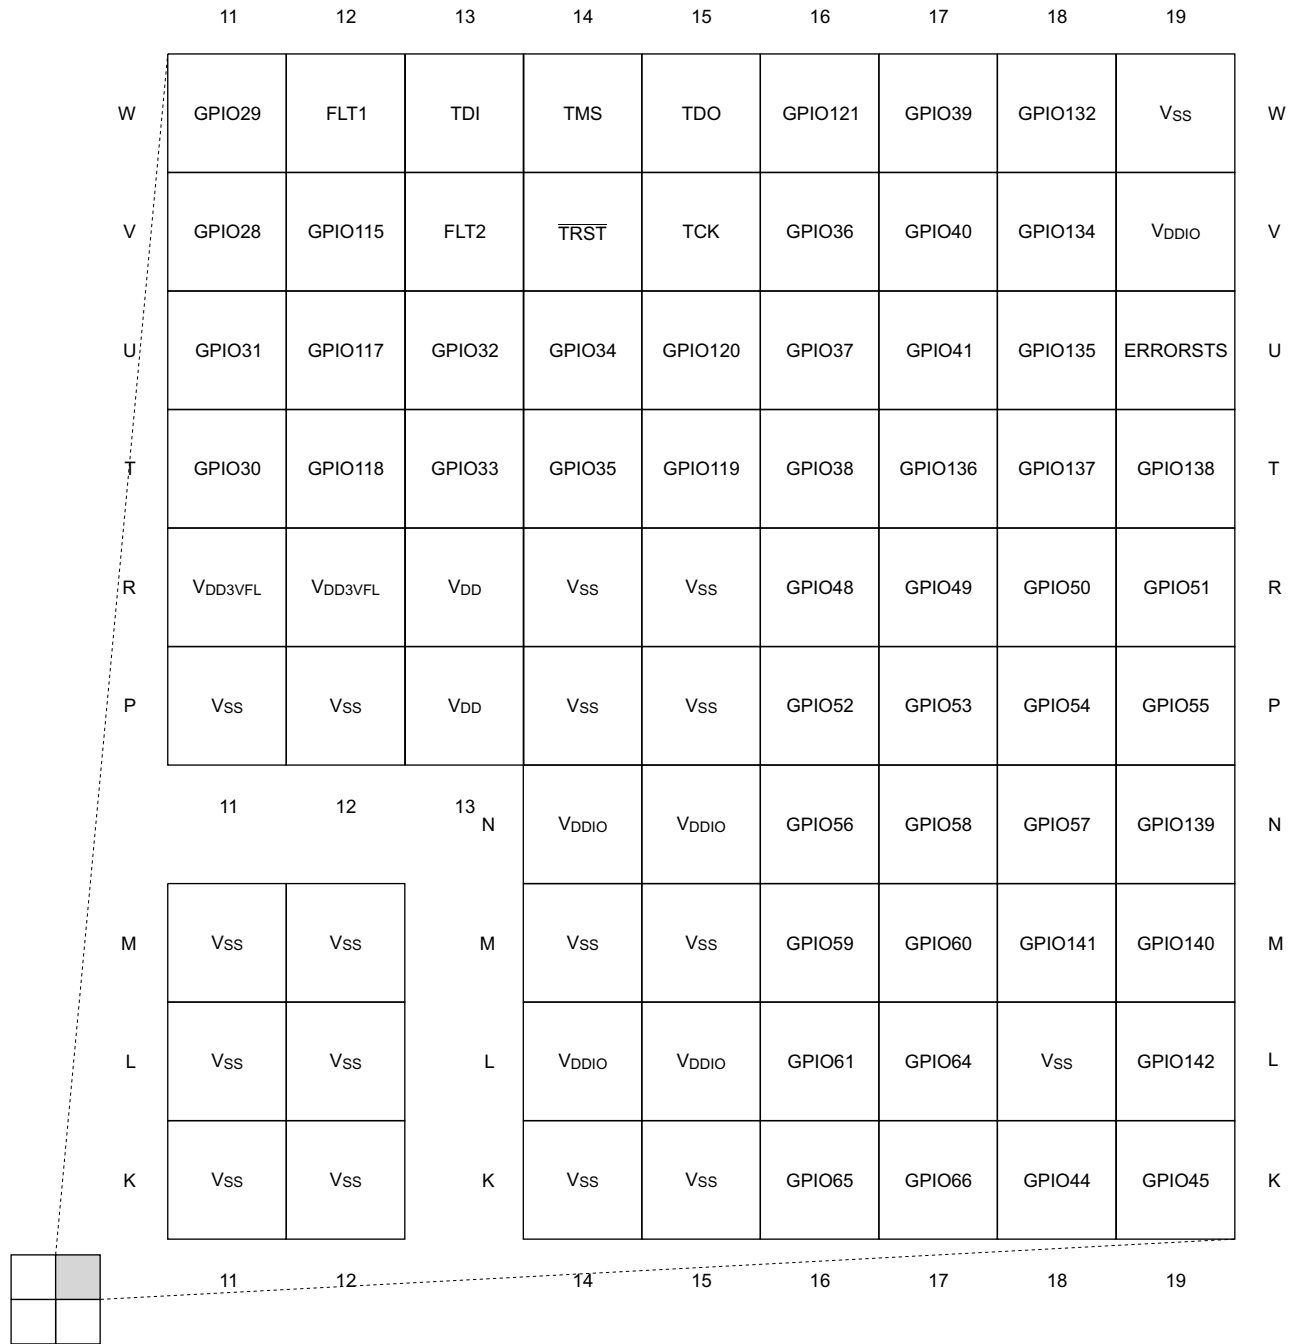 11 12 13 14 15 16 17 18 19
W GPIO29 FLT1 TDI TMS TDO GPIO121 GPIO39 GPIO132 VSS W
V GPIO28 GPIO115 FLT2 TRST TCK GPIO36 GPIO40 GPIO134 VDDIO V
U GPIO31 GPIO117 GPIO32 GPIO34 GPIO120 GPIO37 GPIO41 GPIO135 ERRORSTS U
T GPIO30 GPIO118 GPIO33 GPIO35 GPIO119 GPIO38 GPIO136 GPIO137 GPIO138 T
R VDD3VFL VDD3VFL VDD VSS VSS GPIO48 GPIO49 GPIO50 GPIO51 R
P VSS VSS VDD VSS VSS GPIO52 GPIO53 GPIO54 GPIO55 P
11 12 13
N VDDIO VDDIO GPIO56 GPIO58 GPIO57 GPIO139 N
M VSS VSS M VSS VSS GPIO59 GPIO60 GPIO141 GPIO140 M
L VSS VSS L VDDIO VDDIO GPIO61 GPIO64 VSS GPIO142 L
K VSS VSS K VSS VSS GPIO65 GPIO66 GPIO44 GPIO45 K
11 12 14 15 16 17 18 19